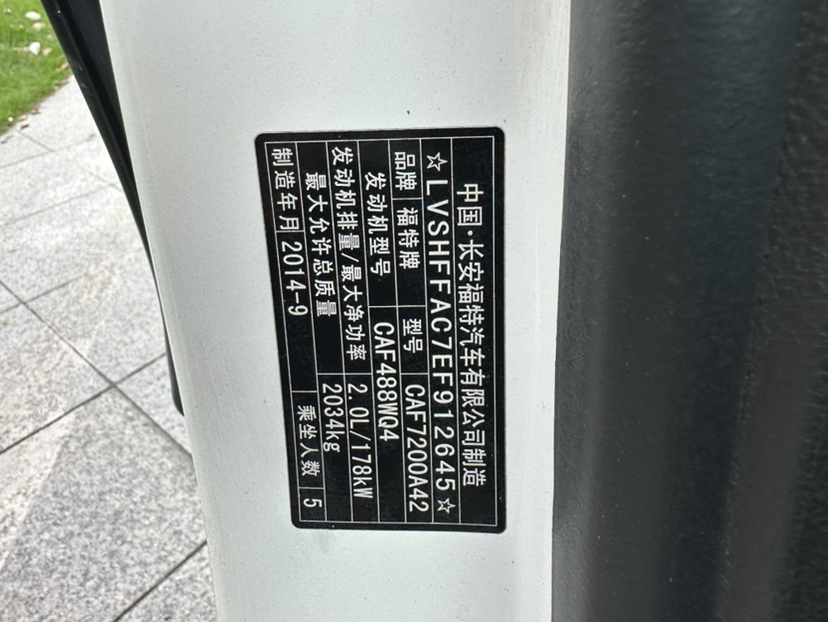 中国·长安福特汽车有限公司制造
☆LVSHFFAC7EF912645☆
品牌 福特牌 型号 CAF7200A42
发动机型号 CAF488WQ4
发动机排量/最大净功率 2.0L/178kW
最大允许总质量 2034kg
制造年月 2014-9 乘坐人数 5